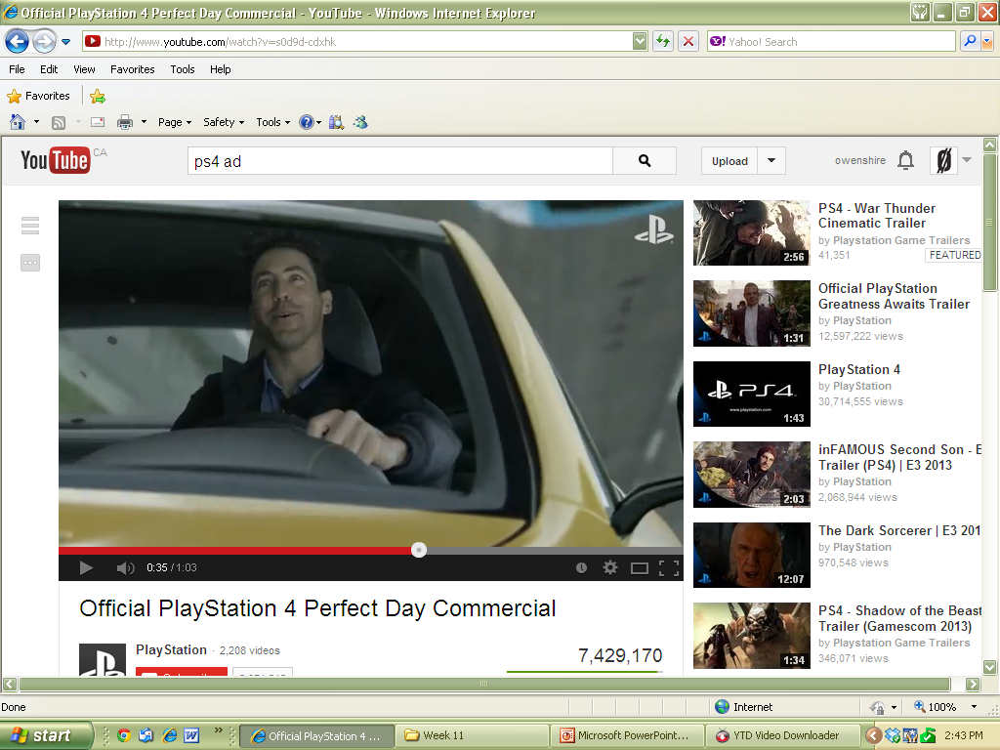 Official PlayStation 4 Perfect Day Commercial - YouTube - Windows Internet Explorer
http://www.youtube.com/watch?v=s0d9d-cdxhk
Yahoo! Search
File Edit View Favorites Tools Help
Favorites
Page Safety Tools
You Tube CA
ps4 ad
Upload
owenshire
PS4 - War Thunder
Cinematic Trailer
by Playstation Game Trailers
41,351
FEATURED
2:56
Official PlayStation
Greatness Awaits Trailer
by PlayStation
12,597,222 views
1:31
PlayStation 4
by PlayStation
30,714,555 views
PS4
www.playstation.com
1:43
inFAMOUS Second Son - E
Trailer (PS4) | E3 2013
by PlayStation
2,068,944 views
2:03
The Dark Sorcerer | E3 201
by PlayStation
970,548 views
12:07
PS4 - Shadow of the Beast
Trailer (Gamescom 2013)
by Playstation Game Trailers
346,071 views
1:34
0:35 / 1:03
Official PlayStation 4 Perfect Day Commercial
PlayStation · 2,208 videos
7,429,170
Done
Internet
100%
start
Official PlayStation 4 ...
Week 11
Microsoft PowerPoint...
YTD Video Downloader
2:43 PM